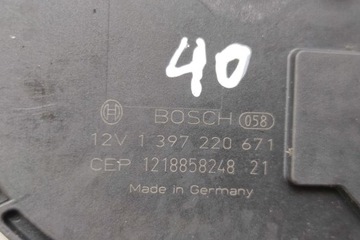 40
BOSCH 058
12V 1 397 220 671
CEP 1218858248 21
Made in Germany